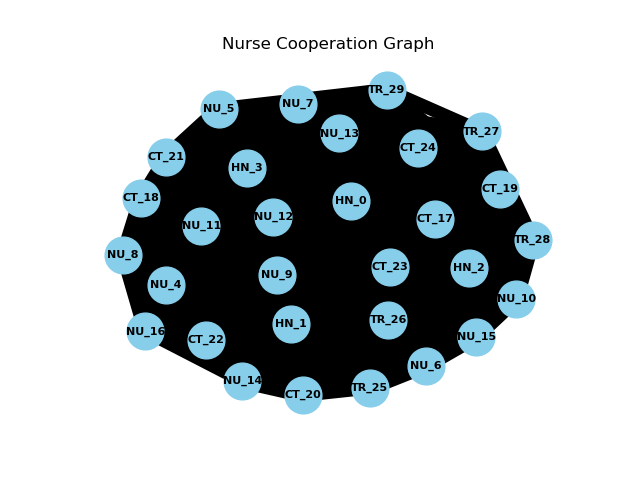 Nurse Cooperation Graph
TR_29
NU_7
NU_5
TR_27
NU_13
CT_24
CT_21
HN_3
CT_19
CT_18
HN_0
NU_12
CT_17
NU_11
TR_28
NU_8
CT_23
HN_2
NU_9
NU_4
NU_10
TR_26
HN_1
NU_16
NU_15
CT_22
NU_6
NU_14
TR_25
CT_20